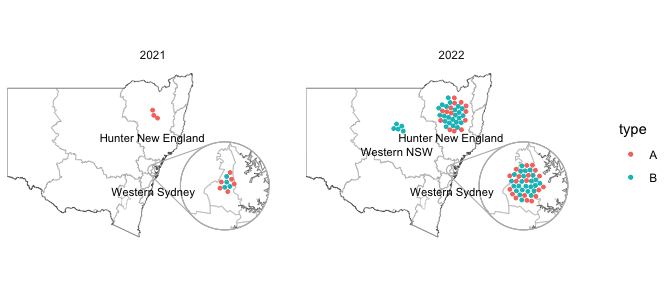 2021
2022
Hunter New England
Western Sydney
Hunter New England
Western NSW
Western Sydney
type
A
B